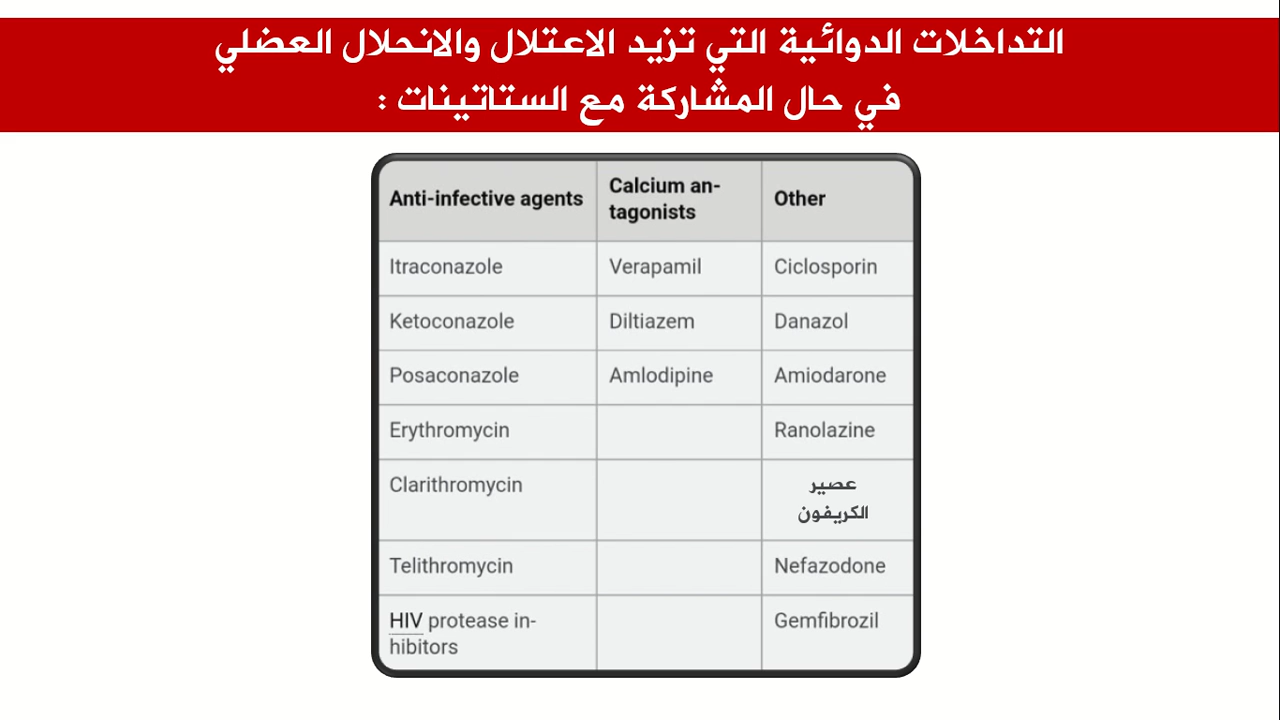 التداخلات الدوائية التي تزيد الاعتلال والانحلال العضلي
في حال المشاركة مع الستاتينات :
Anti-infective agents
Calcium an-
tagonists
Other
Itraconazole
Verapamil
Ciclosporin
Ketoconazole
Diltiazem
Danazol
Posaconazole
Amlodipine
Amiodarone
Erythromycin
Ranolazine
Clarithromycin
عصير
الكريفون
Telithromycin
Nefazodone
HIV protease in-
hibitors
Gemfibrozil